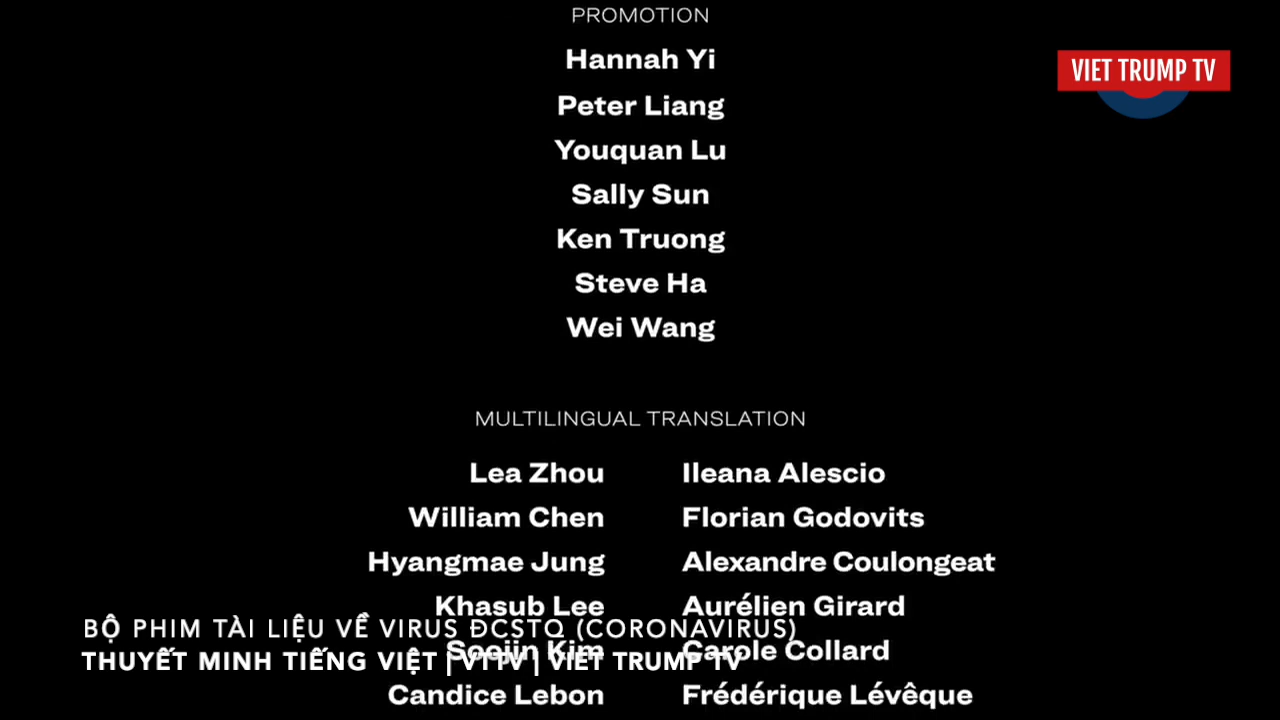 PROMOTION
Hannah Yi
VIET TRUMP TV
Peter Liang
Youquan Lu
Sally Sun
Ken Truong
Steve Ha
Wei Wang
MULTILINGUAL TRANSLATION
Lea Zhou Ileana Alescio
William Chen Florian Godovits
Hyangmae Jung Alexandre Coulongeat
Khasub Lee Aurélien Girard
BỘ PHIM TÀI LIỆU VỀ VIRUS ĐCSTQ (CORONAVIRUS)
Soojin Kim Carole Collard
THUYẾT MINH TIẾNG VIỆT | VTTV | VIET TRUMP TV
Candice Lebon Frédérique Lévêque